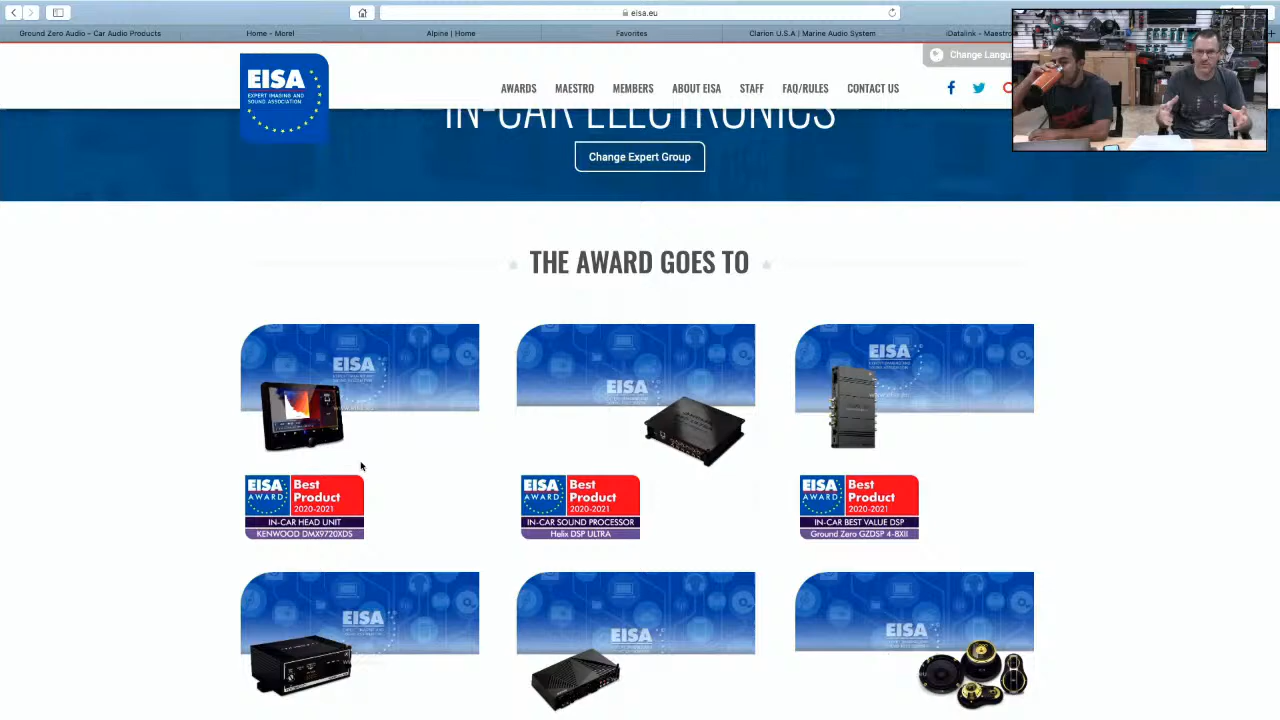 eisa.eu
Ground Zero Audio – Car Audio Products
Home - Morel
Alpine | Home
Favorites
Clarion U.S.A | Marine Audio System
iDatalink - Maestro
Change Langu
EISA
EXPERT IMAGING AND
SOUND ASSOCIATION
AWARDS
MAESTRO
MEMBERS
ABOUT EISA
STAFF
FAQ/RULES
CONTACT US
IN-CAR ELECTRONICS
Change Expert Group
THE AWARD GOES TO
EISA
EISA
EISA
EISA AWARD
Best
Product
2020-2021
IN-CAR HEAD UNIT
KENWOOD DMX9720XDS
EISA AWARD
Best
Product
2020-2021
IN-CAR SOUND PROCESSOR
Helix DSP ULTRA
EISA AWARD
Best
Product
2020-2021
IN-CAR BEST VALUE DSP
Ground Zero GZDSP 4-8XII
EISA
EISA
EISA